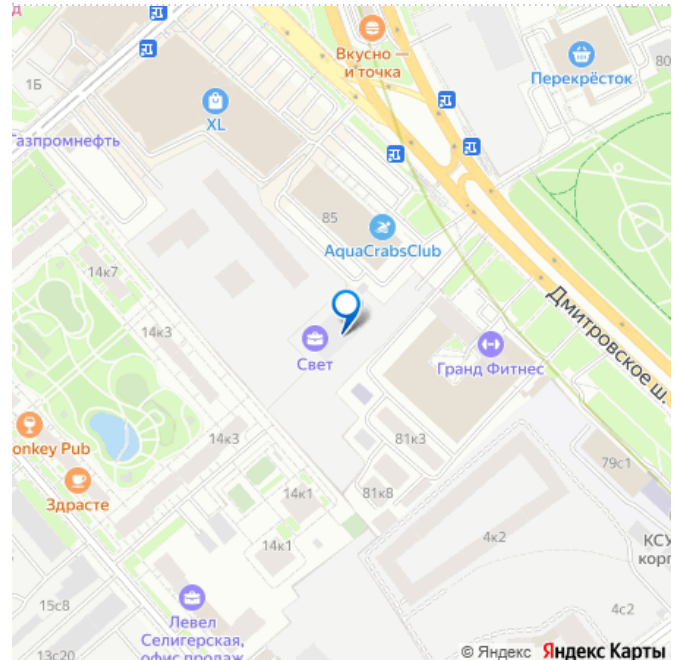 Вкусно —
и точка
Перекрёсток
80
1Б
XL
Газпромнефть
85
AquaCrabsClub
14к7
14к3
Дмитровское ш.
Свет
Гранд Фитнес
onkey Pub
14к3
81к3
79с1
Здрасте
14к1
81к8
4к2
14к1
КСУ
корп
15с8
4с2
Левел
Селигерская,
офис продаж
13с20
© Яндекс Яндекс Карты